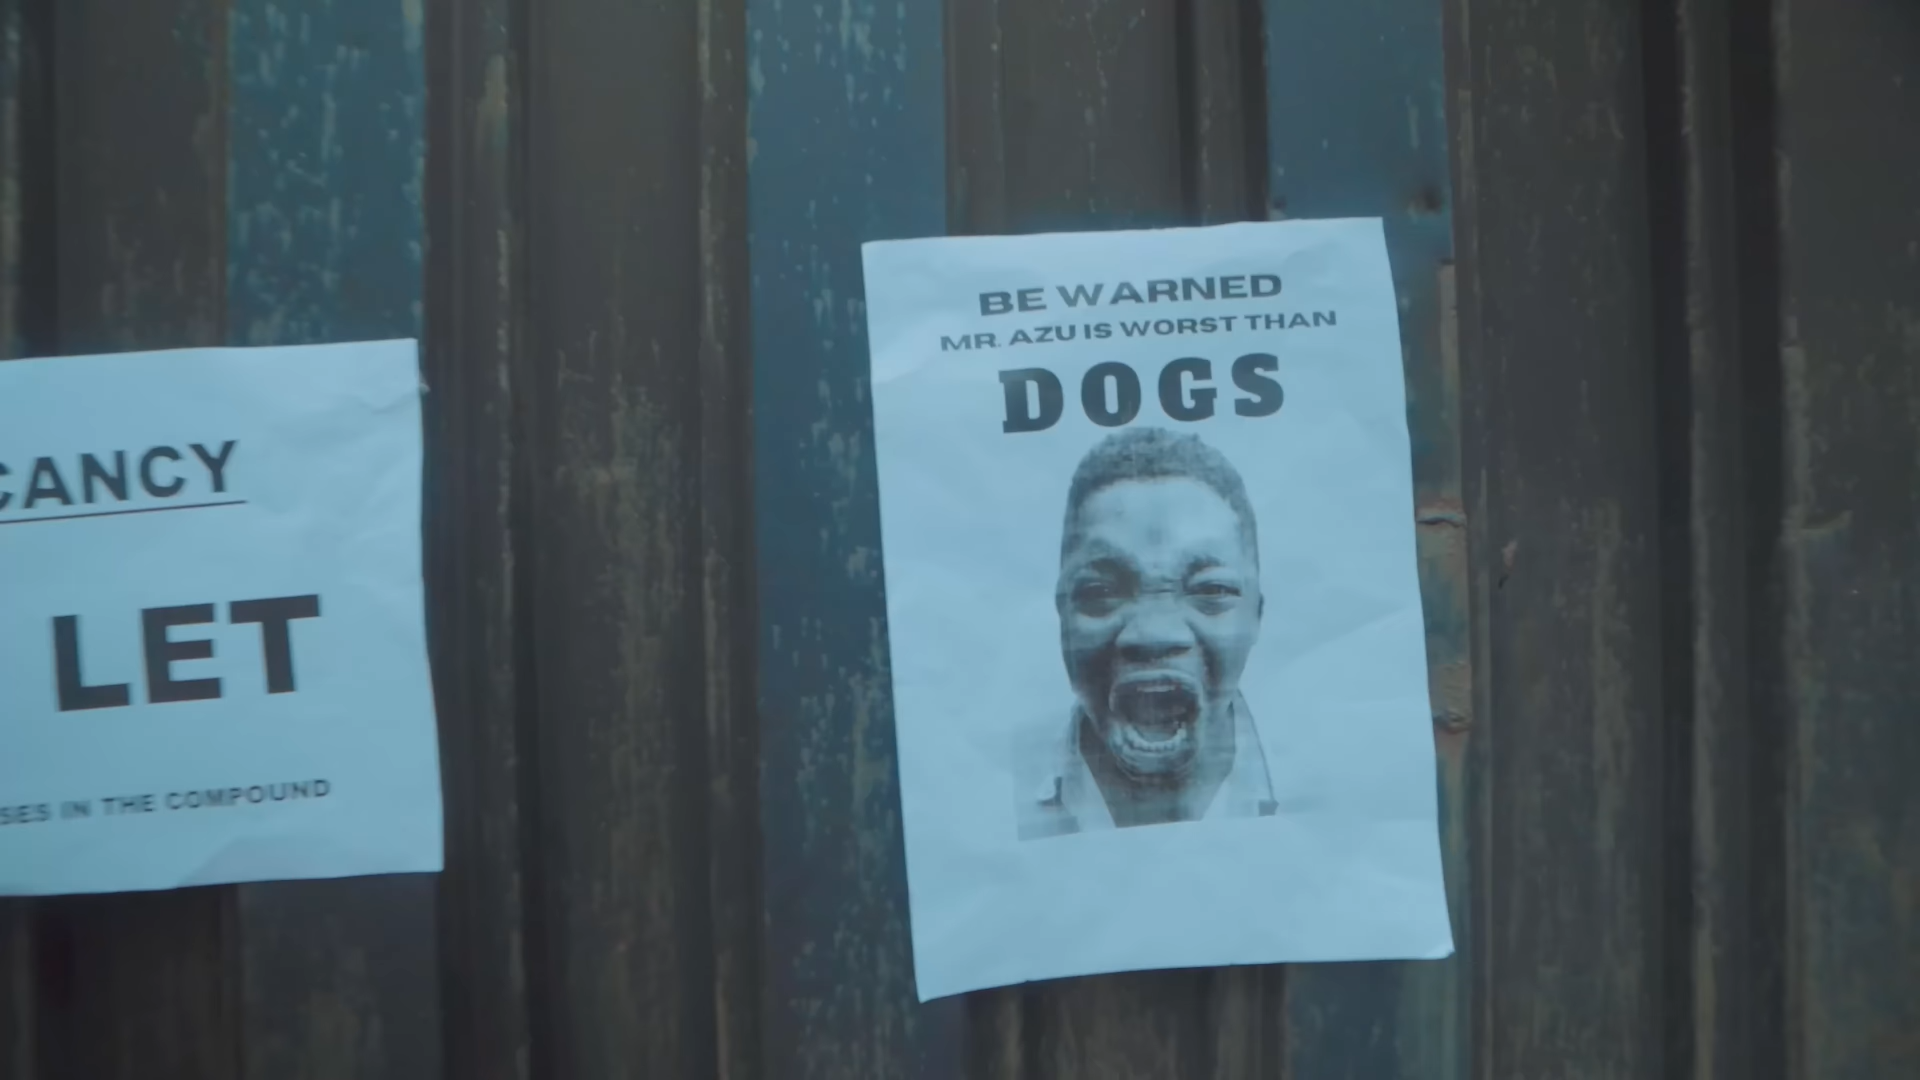 CANCY
LET
SES IN THE COMPOUND
BE WARNED
MR. AZU IS WORST THAN
DOGS